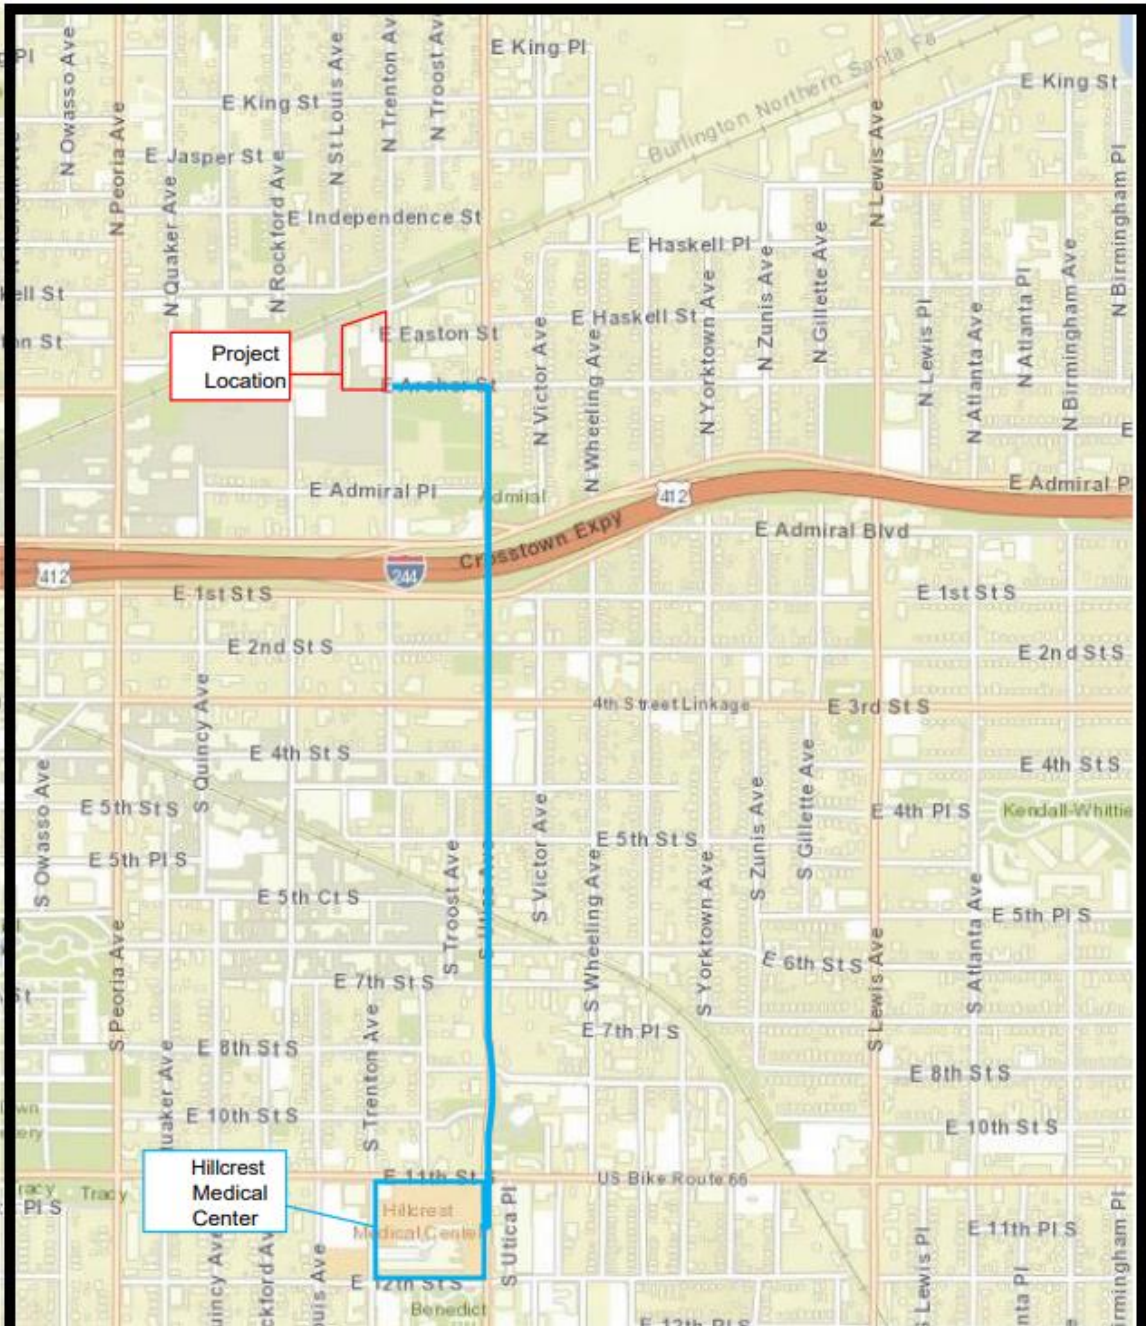 E King Pl
N Owasso Ave
N Peoria Ave
N St Louis Ave
N Trenton Av
N Troost Av
Burlington Northern Santa Fe
E King St
E King St
N Lewis Ave
E Jasper St
N Quaker Ave
N Rockford Ave
N Birmingham Pl
E Independence St
E Haskell Pl
N Zunis Ave
N Gillette Ave
N Yorktown Ave
E Haskell St
E Easton St
N Victor Ave
N Wheeling Ave
N Lewis Pl
N Atlanta Ave
N Atlanta Pl
N Birmingham Ave
Project
Location
E Archer St
E Admiral Pl
Admiral
412
E Admiral P
Crosstown Expy
E Admiral Blvd
412
244
E 1st St S
E 1st St S
E 2nd St S
E 2nd St S
4th Street Linkage
E 3rd St S
S Quincy Ave
E 4th St S
E 4th St S
S Owasso Ave
E 5th St S
E 4th Pl S
Kendall-Whittie
S Zunis Ave
S Gillette Ave
E 5th St S
S Victor Ave
S Troost Ave
S Utica Ave
E 5th Pl S
E 5th Ct S
E 5th Pl S
S Wheeling Ave
S Yorktown Ave
S Atlanta Ave
S Peoria Ave
E 6th St S
S Lewis Ave
E 7th St S
E 7th Pl S
S Trenton Ave
E 8th St S
E 8th St S
uaker Ave
E 10th St S
E 10th St S
Hillcrest
Medical
Center
E 11th St S
US Bike Route 66
Tracy
Hillcrest
Medical Center
S Utica Pl
E 11th Pl S
E 12th St S
Benedict
S Lewis Pl
E 12th Pl S